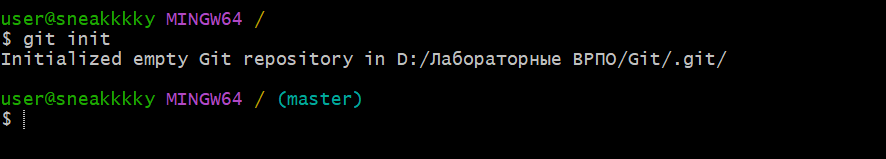 user@sneakkkky MINGW64 /
$ git init
Initialized empty Git repository in D:/Лабораторные ВРПО/Git/.git/
user@sneakkkky MINGW64 / (master)
$